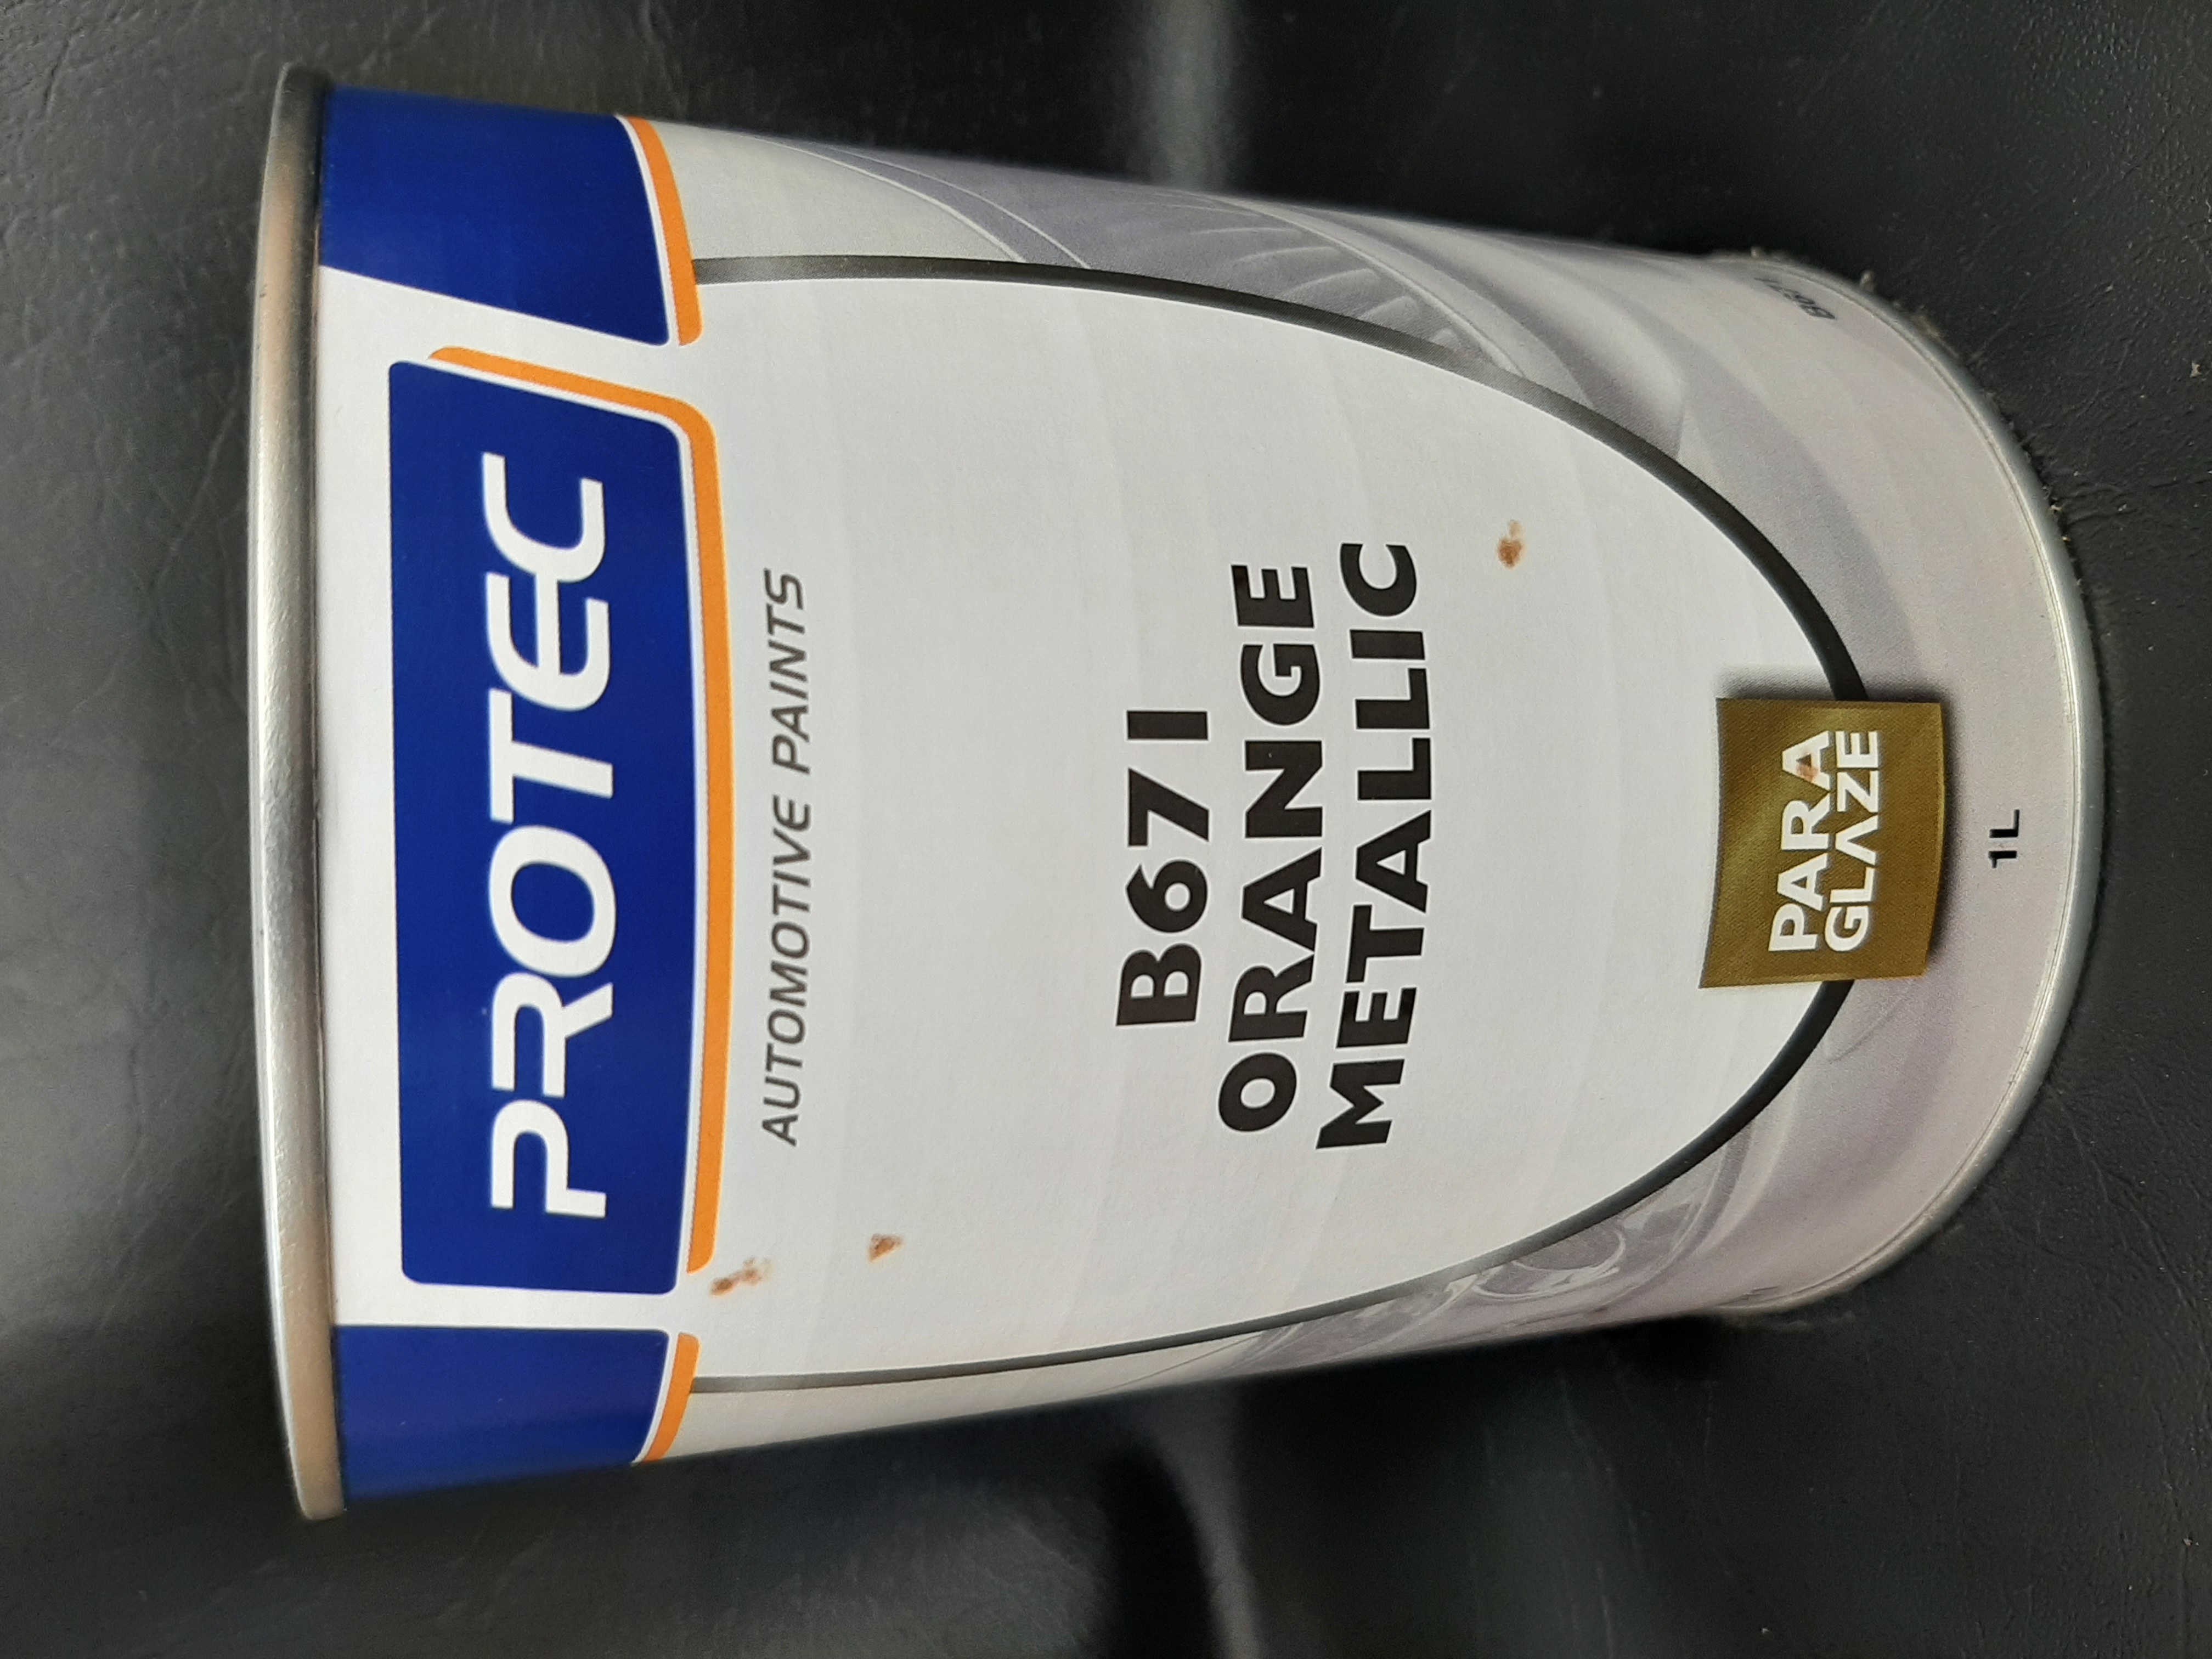 PROTEC
AUTOMOTIVE PAINTS
B671
ORANGE
METALLIC
PARA
GLAZE
1L